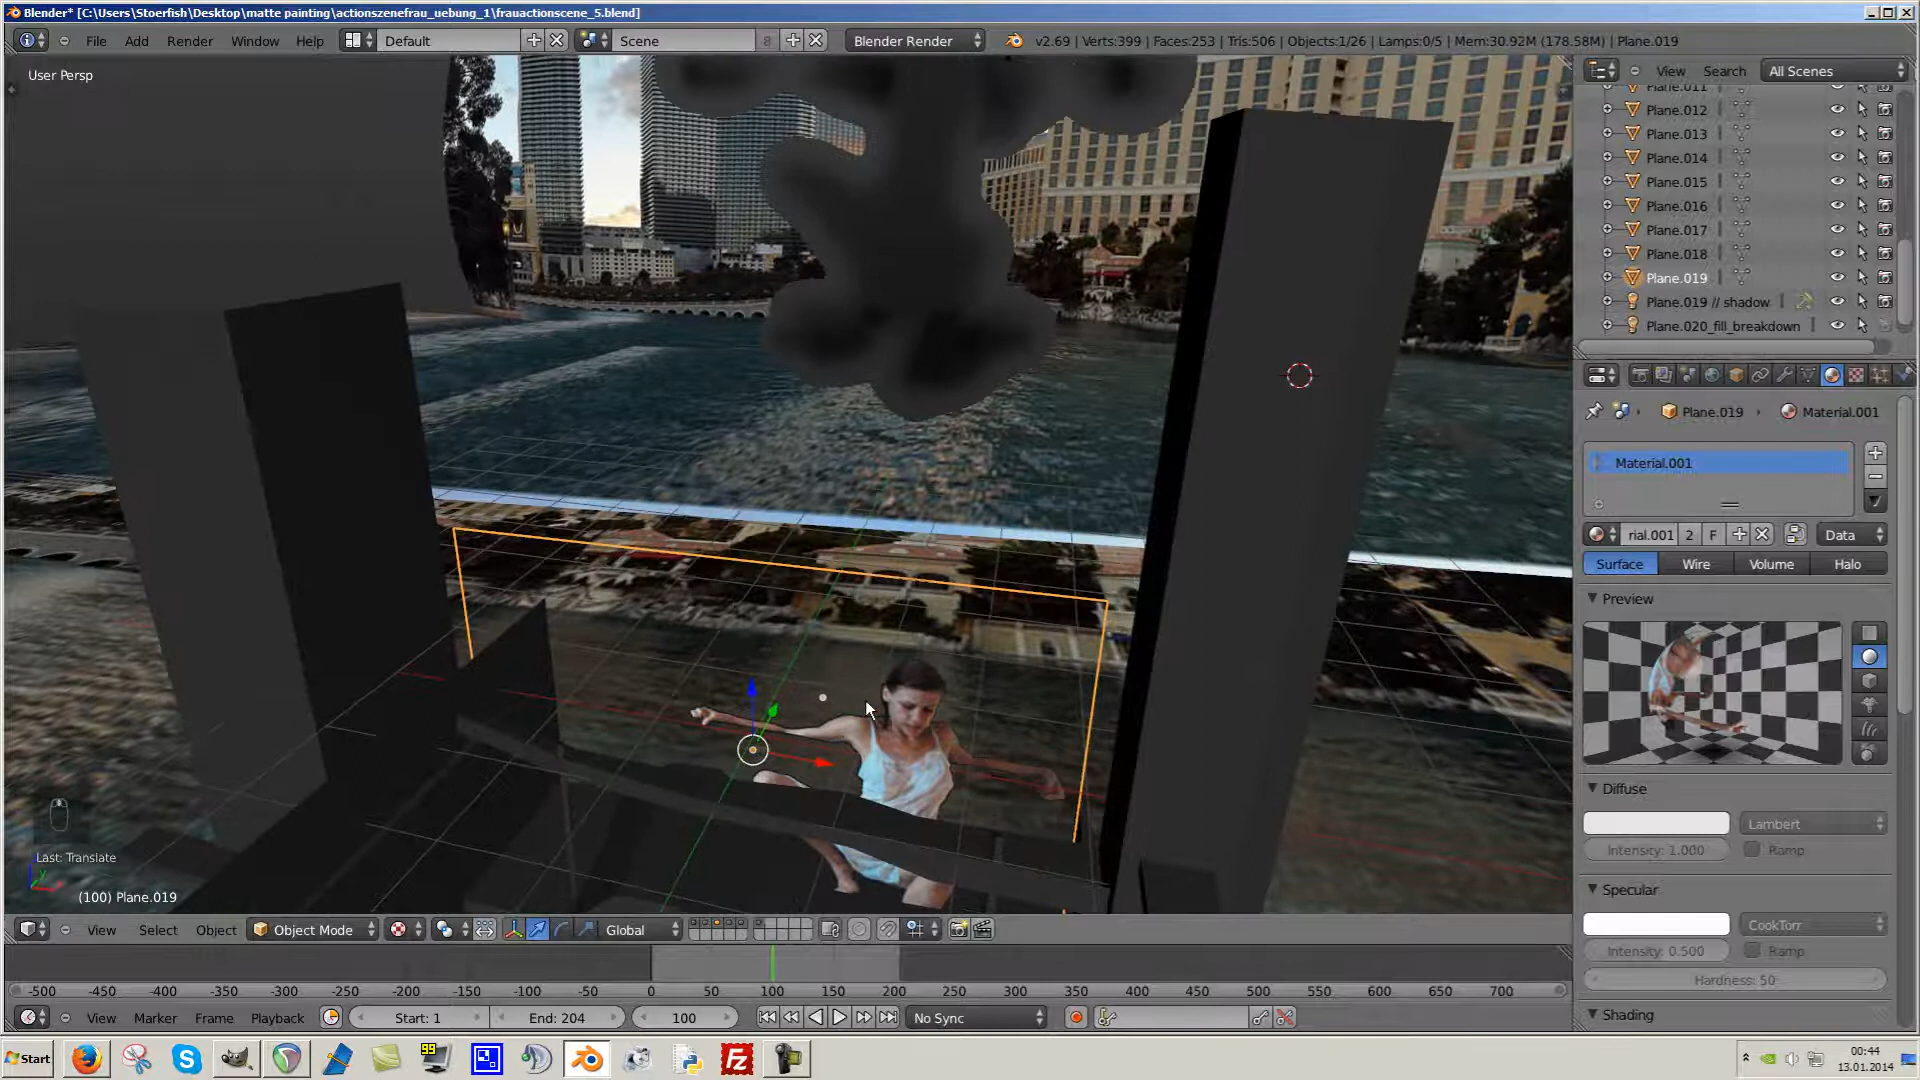 Blender* [C:\Users\Stoerfish\Desktop\matte painting\actionszenefrau_uebung_1\frauactionscene_5.blend]
File Add Render Window Help Default Scene 8 Blender Render v2.69 | Verts:399 | Faces:253 | Tris:506 | Objects:1/26 | Lamps:0/5 | Mem:30.92M (178.58M) | Plane.019
User Persp
View Search All Scenes
Plane.011
Plane.012
Plane.013
Plane.014
Plane.015
Plane.016
Plane.017
Plane.018
Plane.019
Plane.019 // shadow
Plane.020_fill_breakdown
Plane.019 Material.001
Material.001
rial.001 2 F Data
Surface Wire Volume Halo
Preview
Diffuse
Lambert
Intensity: 1.000 Ramp
Specular
CookTorr
Intensity: 0.500 Ramp
Hardness: 50
Shading
Last: Translate
(100) Plane.019
View Select Object Object Mode Global
-500 -450 -400 -350 -300 -250 -200 -150 -100 -50 0 50 100 150 200 250 300 350 400 450 500 550 600 650 700
View Marker Frame Playback Start: 1 End: 204 100 No Sync
Start 99 00:44
13.01.2014